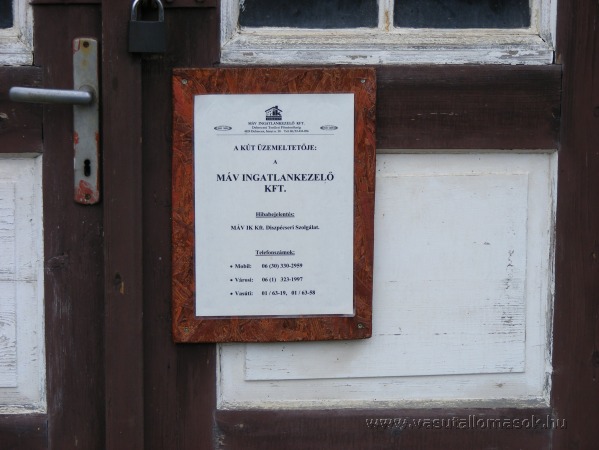 MÁV INGATLANKEZELŐ KFT.
A KÚT ÜZEMELTETŐJE:
A
MÁV INGATLANKEZELŐ
KFT.
Hibabejelentés:
MÁV IK Kft. Diszpécseri Szolgálat.
Telefonszámok:
• Mobil: 06 (30) 330-2959
• Városi: 06 (1) 323-1997
• Vasúti: 01 / 63-19, 01 / 63-58
www.vasutallomasok.hu